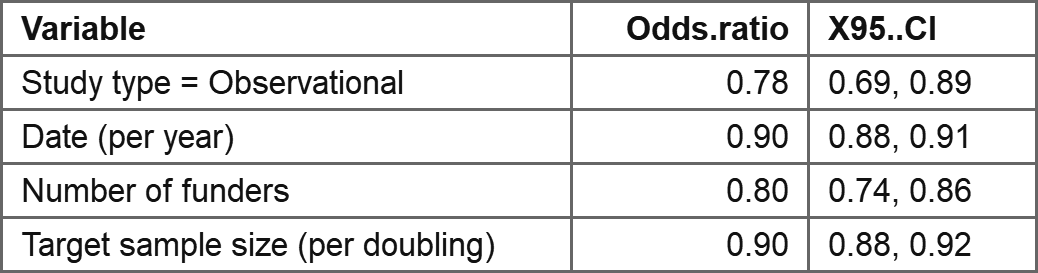 Variable Odds.ratio X95..CI
Study type = Observational 0.78 0.69, 0.89
Date (per year) 0.90 0.88, 0.91
Number of funders 0.80 0.74, 0.86
Target sample size (per doubling) 0.90 0.88, 0.92